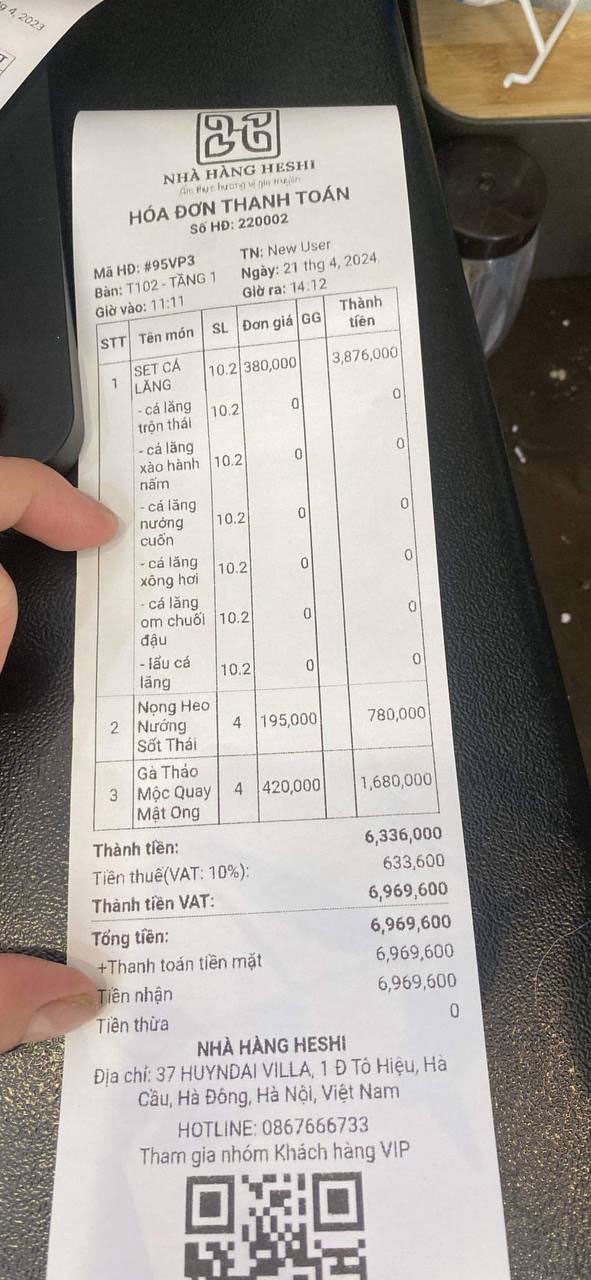 g 4, 2023
NHÀ HÀNG HESHI
Ẩm thực hương vị gia truyền
HÓA ĐƠN THANH TOÁN
Số HĐ: 220002
Mã HD: #95VP3 TN: New User
Bàn: T102 - TẦNG 1 Ngày: 21 thg 4, 2024
Giờ vào: 11:11 Giờ ra: 14:12
STT Tên món SL Đơn giá GG Thành tiền
1 SET CÁ LĂNG 10.2 380,000 3,876,000
- cá lăng trộn thái 10.2 0 0
- cá lăng xào hành nấm 10.2 0 0
- cá lăng nướng cuốn 10.2 0 0
- cá lăng xông hơi 10.2 0 0
- cá lăng om chuối đậu 10.2 0 0
- lẩu cá lăng 10.2 0 0
2 Nọng Heo Nướng Sốt Thái 4 195,000 780,000
3 Gà Thảo Mộc Quay Mật Ong 4 420,000 1,680,000
Thành tiền: 6,336,000
Tiền thuế(VAT: 10%): 633,600
Thành tiền VAT: 6,969,600
Tổng tiền: 6,969,600
+Thanh toán tiền mặt 6,969,600
Tiền nhận 6,969,600
Tiền thừa 0
NHÀ HÀNG HESHI
Địa chỉ: 37 HUYNDAI VILLA, 1 Đ Tô Hiệu, Hà
Cầu, Hà Đông, Hà Nội, Việt Nam
HOTLINE: 0867666733
Tham gia nhóm Khách hàng VIP